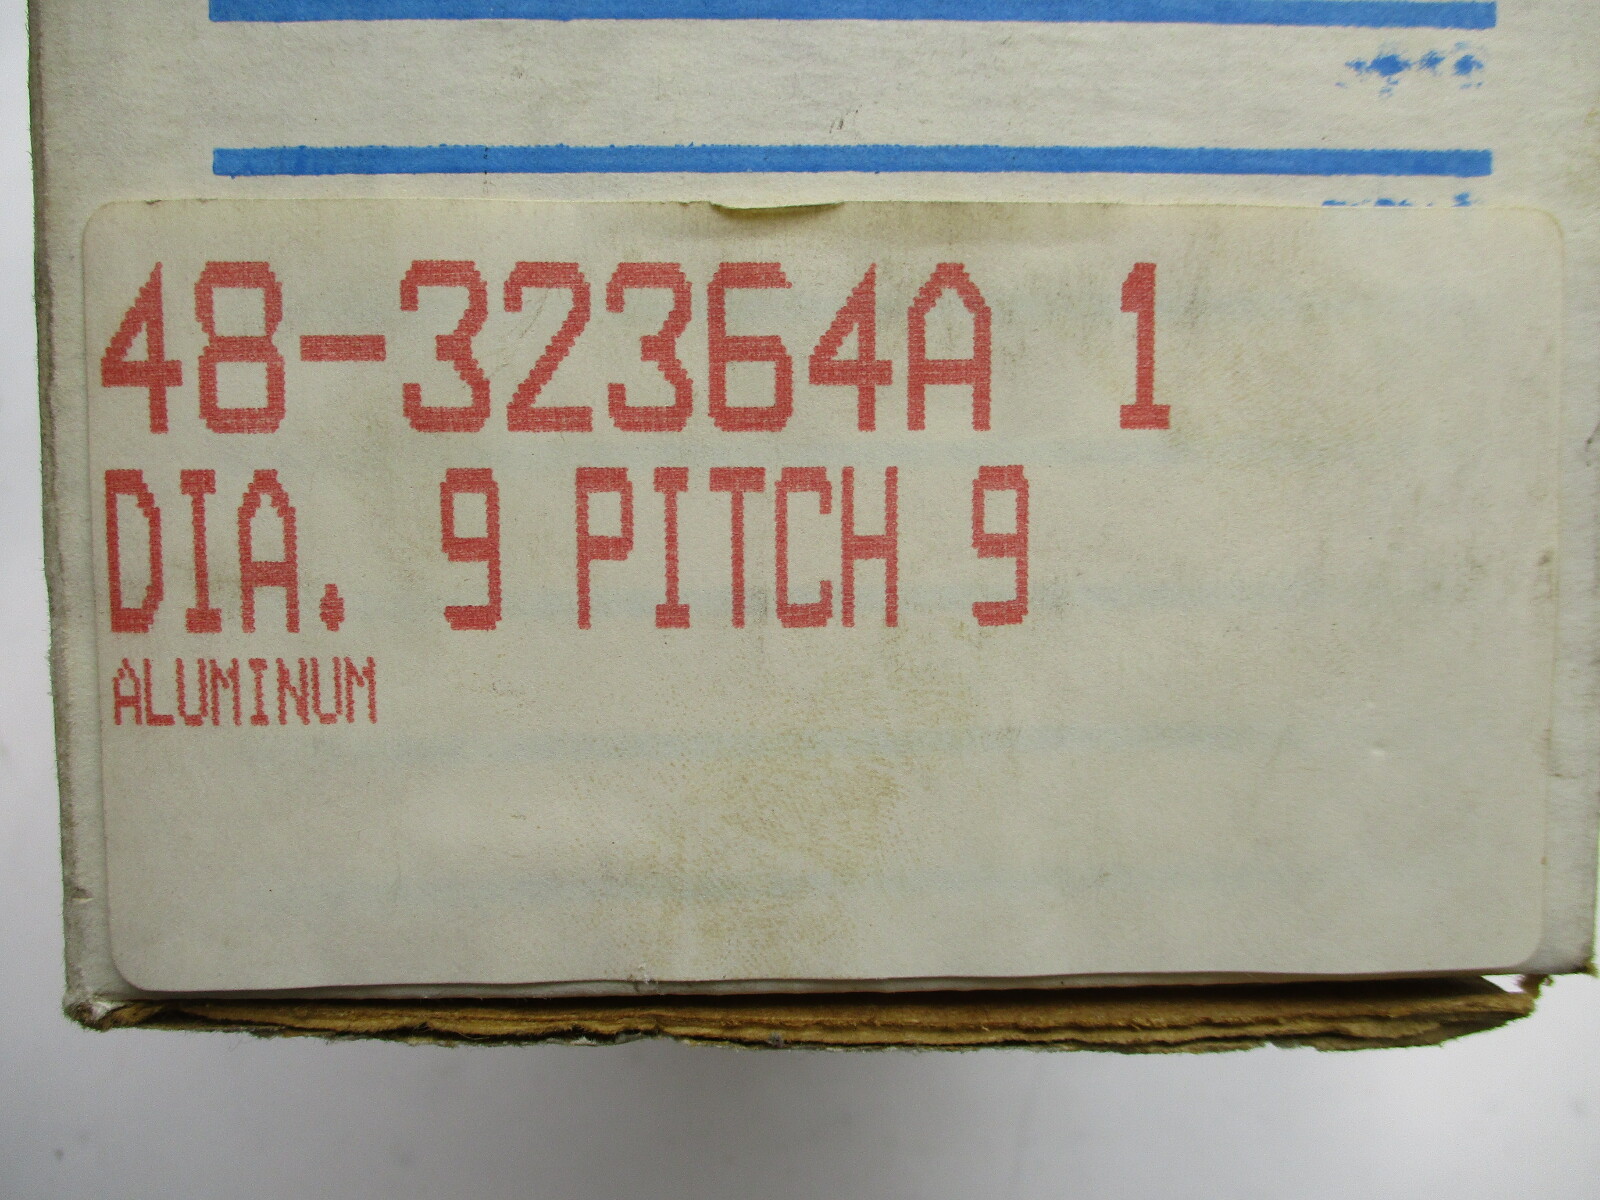 48-32364A 1
DIA. 9 PITCH 9
ALUMINUM